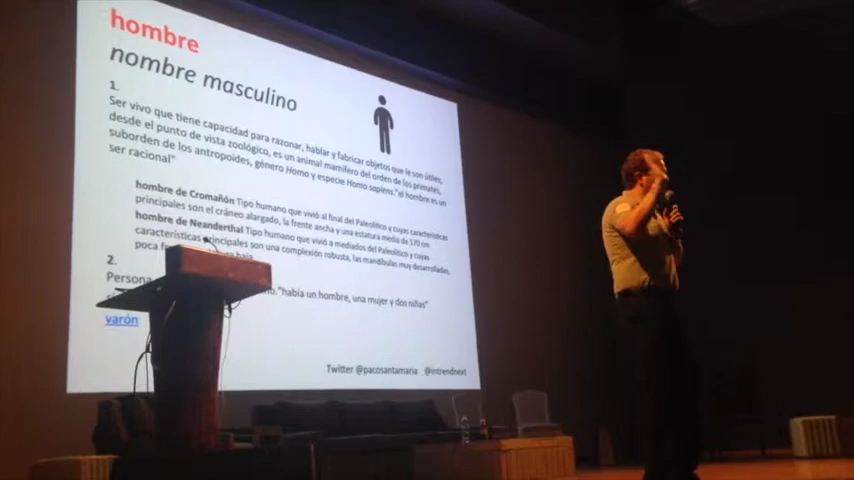 hombre
nombre masculino
1.
Ser vivo que tiene capacidad para razonar, hablar y fabricar objetos que le son útiles;
desde el punto de vista zoológico, es un animal mamífero del orden de los primates,
suborden de los antropoides, género Homo y especie Homo sapiens."el hombre es un
ser racional"
hombre de Cromañón Tipo humano que vivió al final del Paleolítico y cuyas características
principales son el cráneo alargado, la frente ancha y una estatura media de 170 cm
hombre de Neanderthal Tipo humano que vivió a mediados del Paleolítico y cuyas
características principales son una complexión robusta, las mandíbulas muy desarrolladas,
poca baja
2.
Persona "había un hombre, una mujer y dos niñas"
varón
Twitter @pacosantamaria @intrendnext